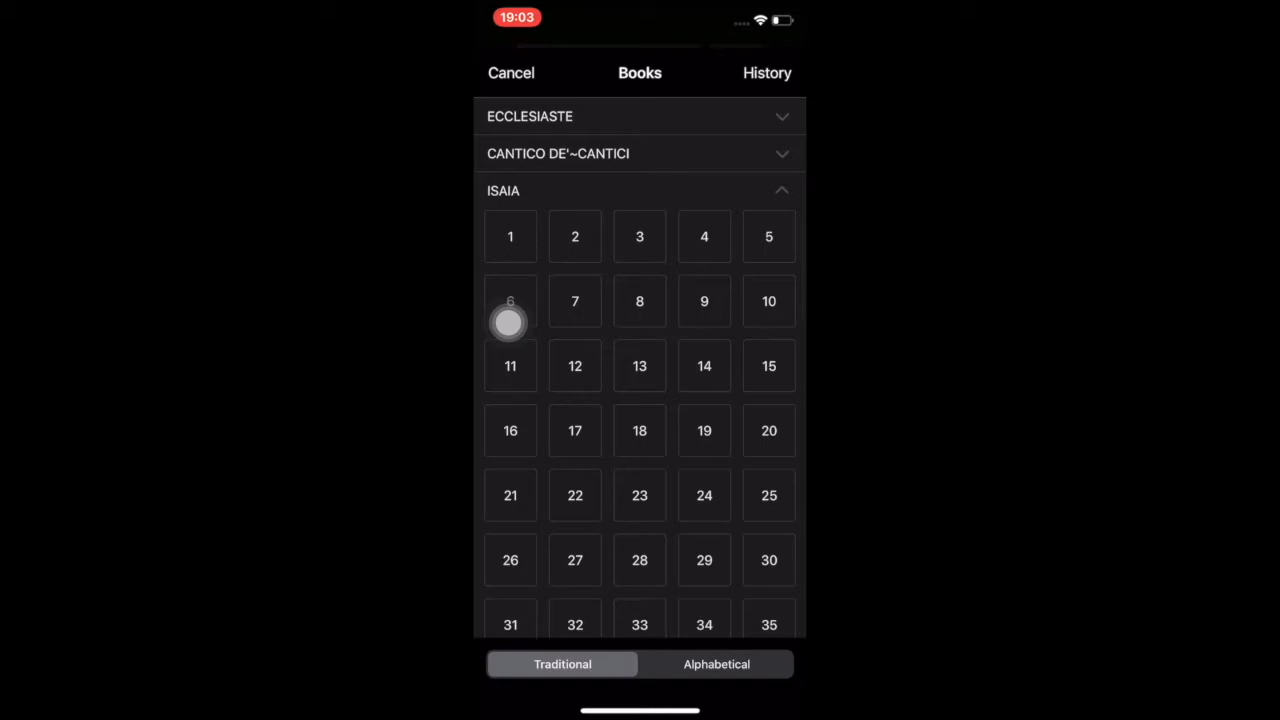 19:03
Cancel Books History
ECCLESIASTE
CANTICO DE'~CANTICI
ISAIA
1 2 3 4 5
6 7 8 9 10
11 12 13 14 15
16 17 18 19 20
21 22 23 24 25
26 27 28 29 30
31 32 33 34 35
Traditional Alphabetical